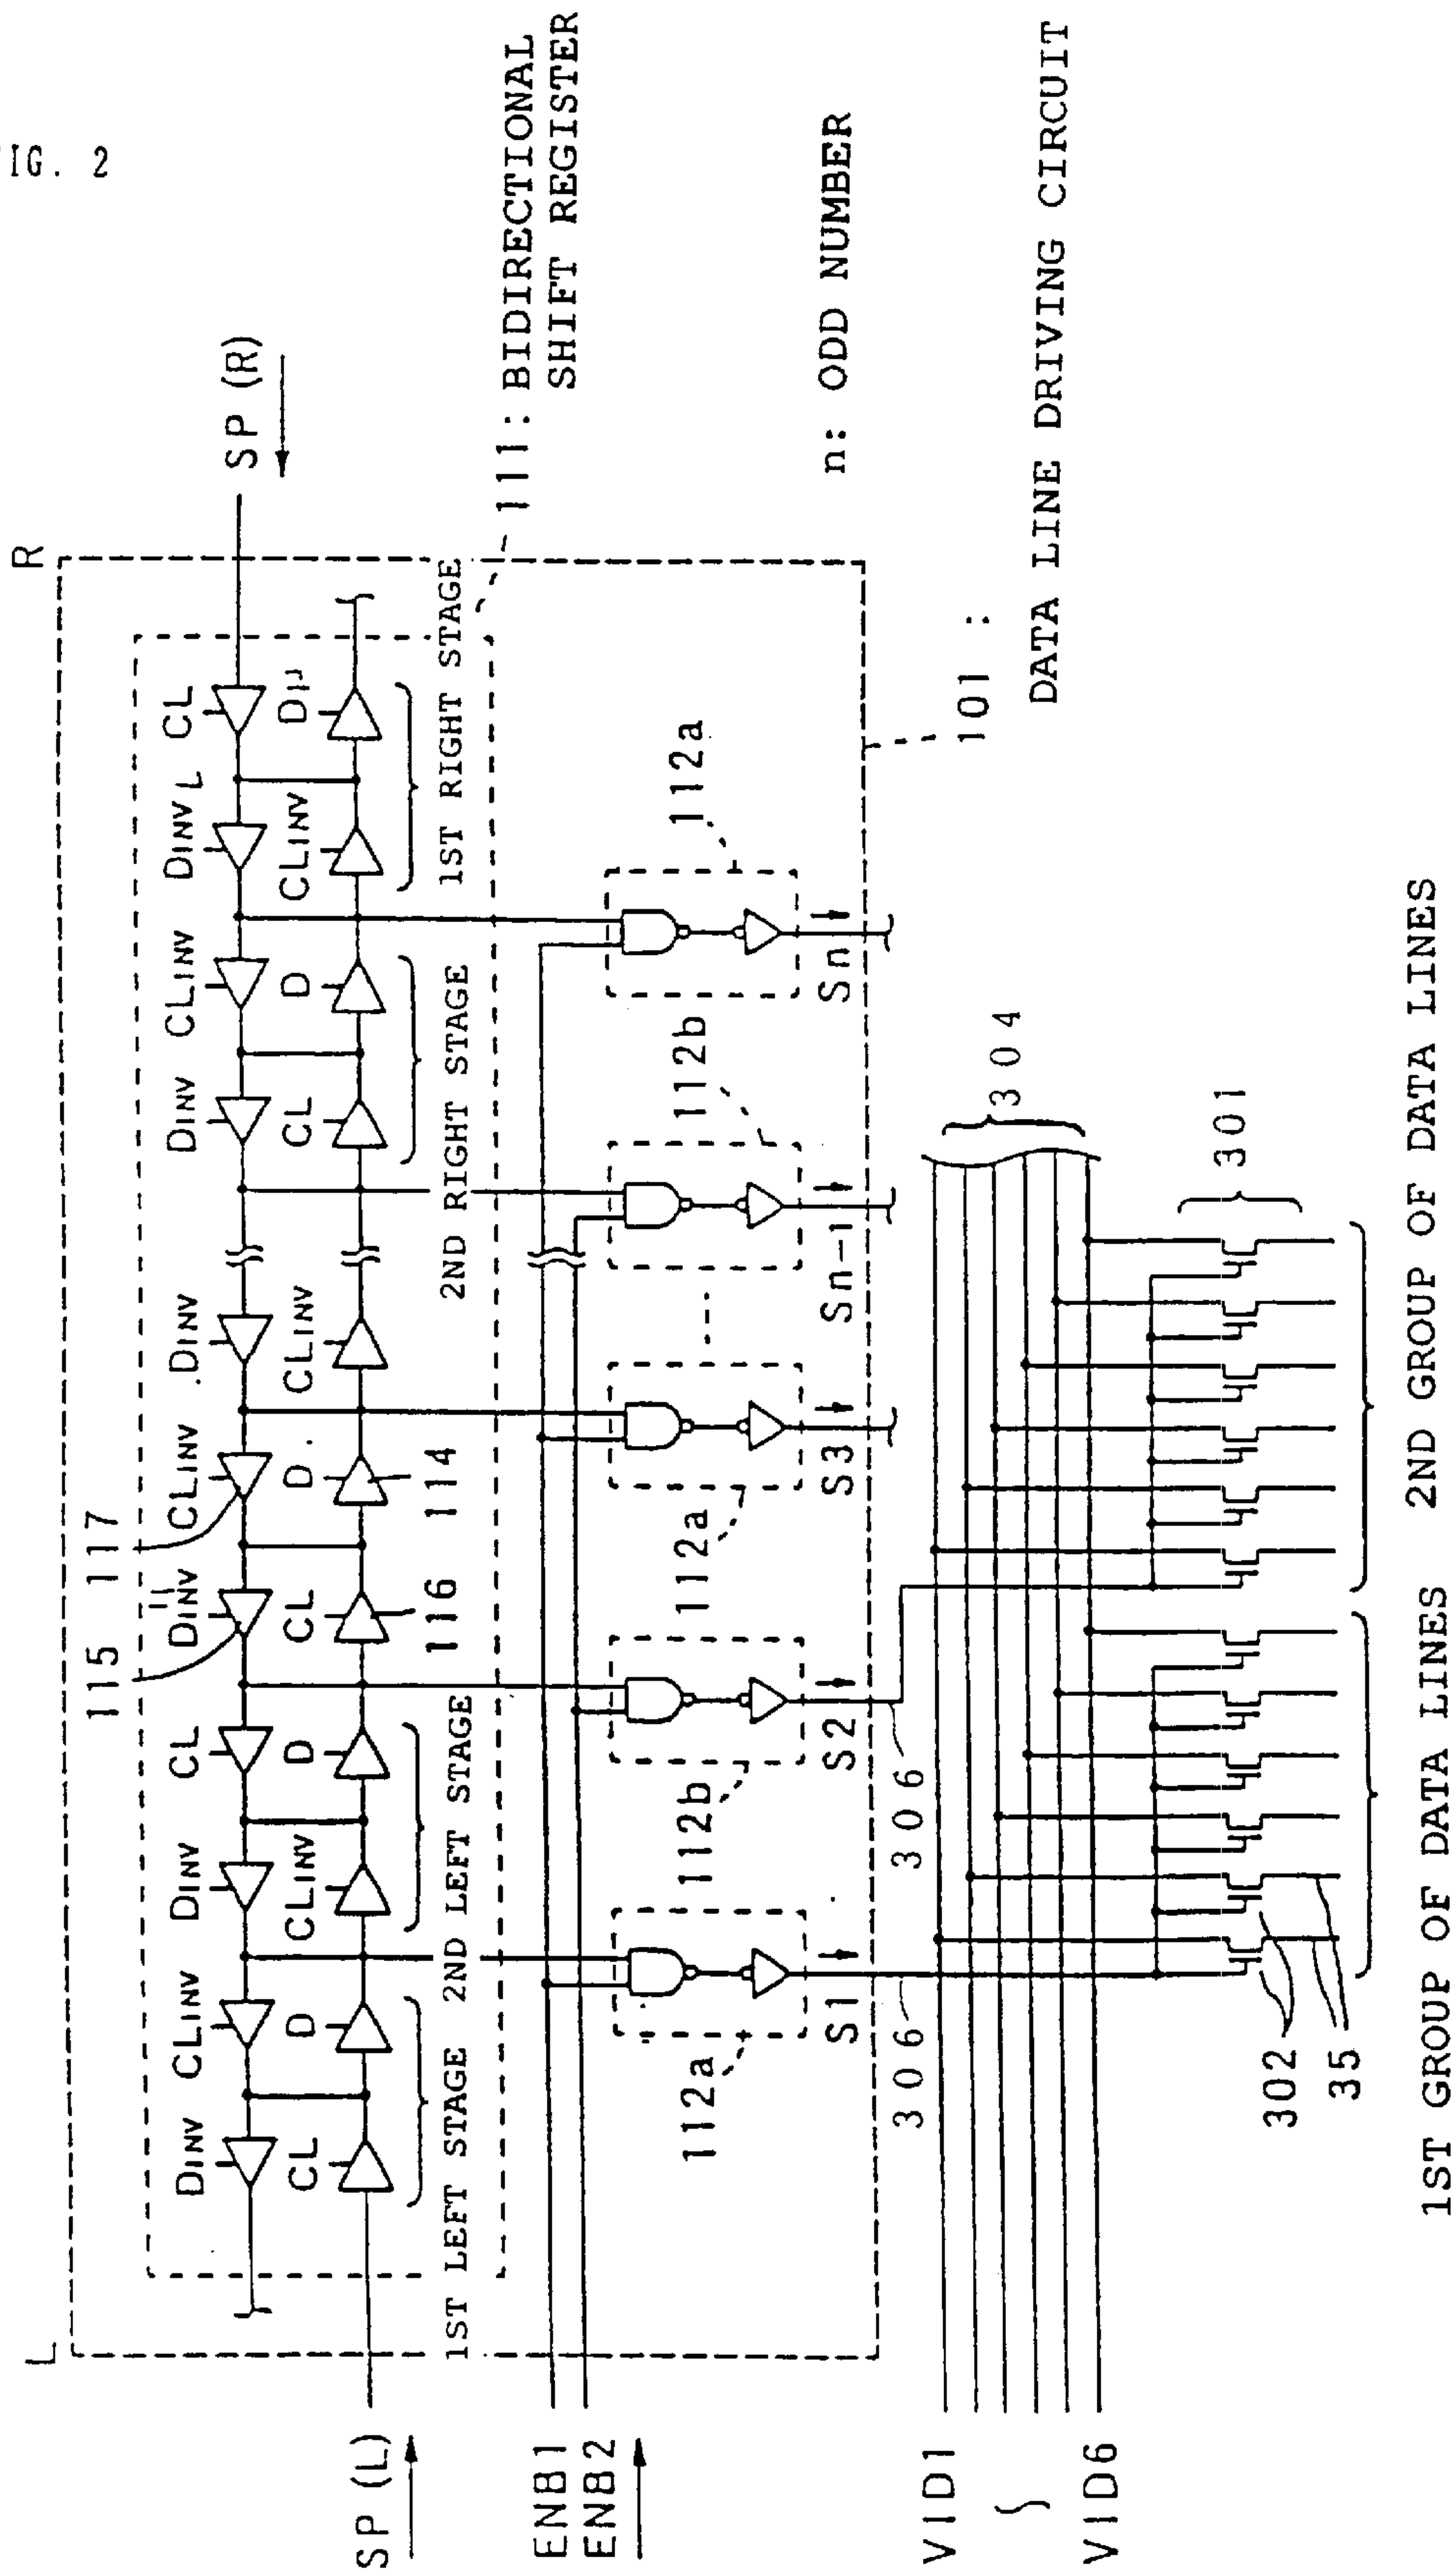 FIG. 2
L
R
SP (R)
SP (L)
DINV
CLINV
DINV
CL
DINV
CLINV
DINV
DINV
CLINV
DINV
CL
CL
D
CLINV
D
CL
D
CLINV
CL
D
CLINV
115
117
116
114
1ST LEFT STAGE
2ND LEFT STAGE
2ND RIGHT STAGE
1ST RIGHT STAGE
111: BIDIRECTIONAL
SHIFT REGISTER
ENB1
ENB2
112a
112b
112a
112b
112a
S1
S2
S3
Sn-1
Sn
n: ODD NUMBER
101 :
DATA LINE DRIVING CIRCUIT
306
306
304
VID1
VID6
301
302
35
1ST GROUP OF DATA LINES
2ND GROUP OF DATA LINES